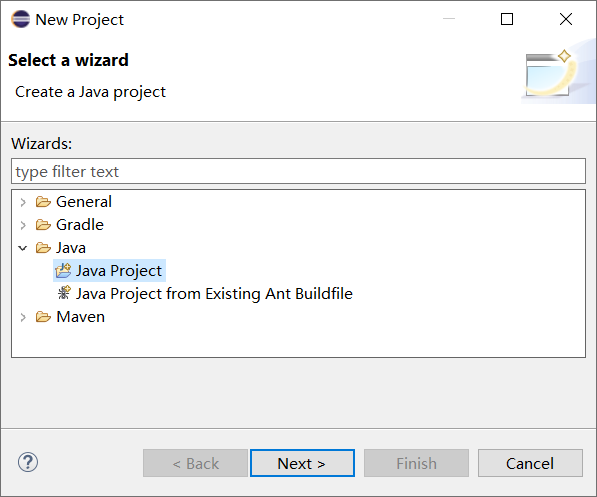 New Project
Select a wizard
Create a Java project
Wizards:
type filter text
General
Gradle
Java
Java Project
Java Project from Existing Ant Buildfile
Maven
? < Back Next > Finish Cancel